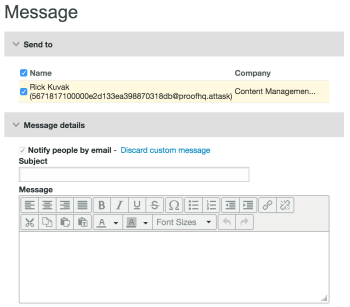 Message
Send to
Name Company
Rick Kuvak
(5671817100000e2d133ea398870318db@proofhq.attask) Content Managemen...
Message details
Notify people by email - Discard custom message
Subject
Message
B I U S Ω
A A Font Sizes